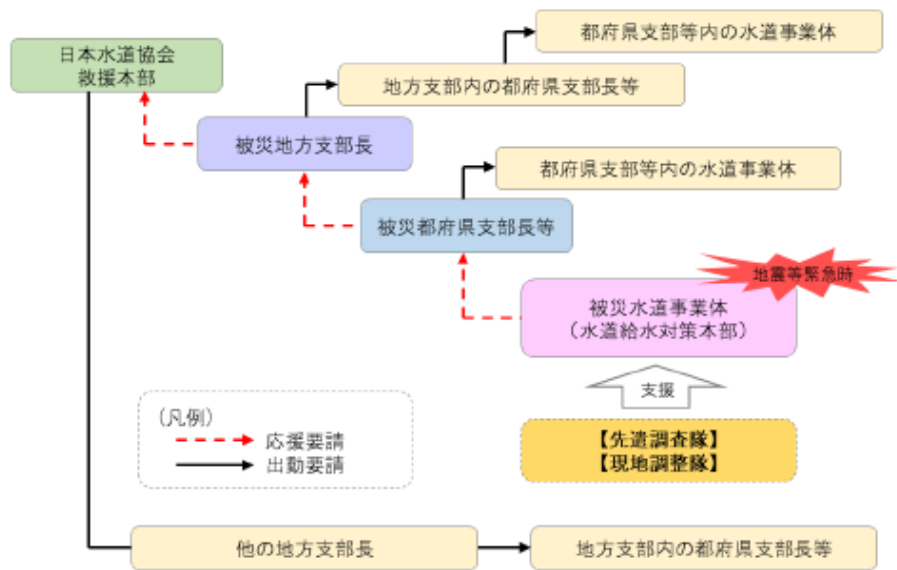 都府県支部等内の水道事業体
日本水道協会
救援本部
地方支部内の都府県支部長等
被災地方支部長
都府県支部等内の水道事業体
被災都府県支部長等
地震等緊急時
被災水道事業体
(水道給水対策本部)
支援
(凡例)
応援要請
出動要請
【先遣調査隊】
【現地調整隊】
他の地方支部長
地方支部内の都府県支部長等